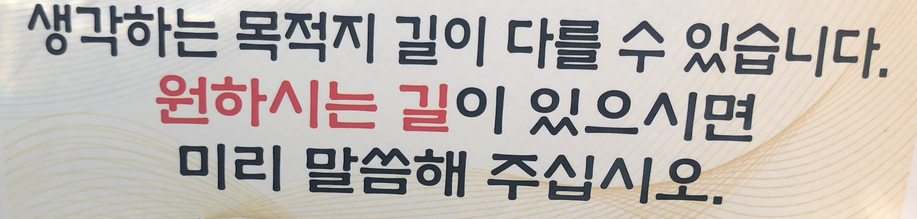 생각하는 목적지 길이 다를 수 있습니다.
원하시는 길이 있으시면
미리 말씀해 주십시오.